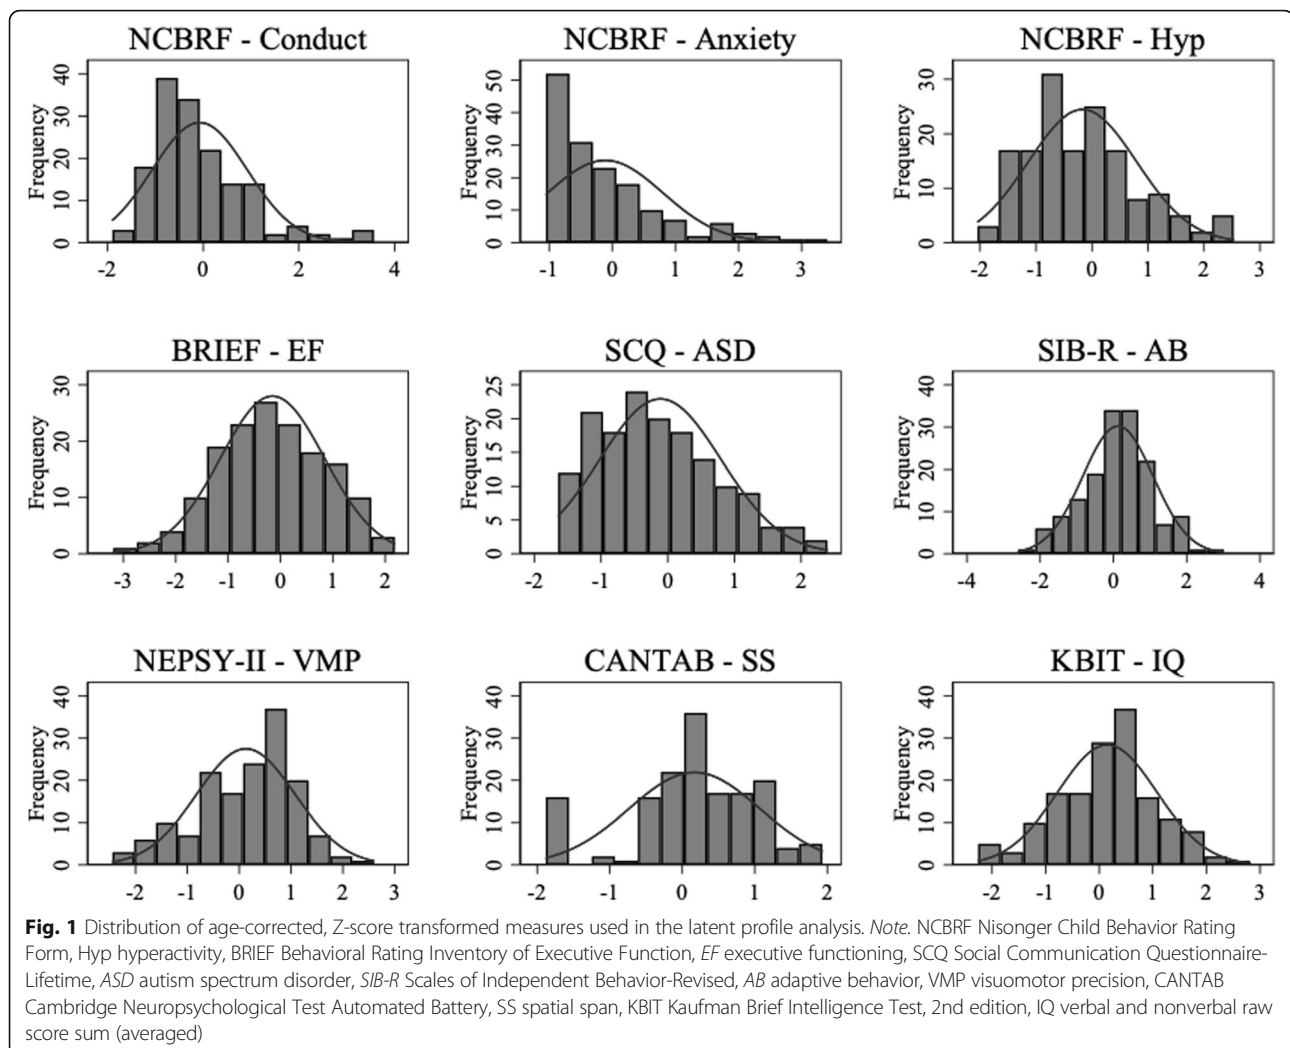 NCBRF - Conduct
NCBRF - Anxiety
NCBRF - Hyp
Frequency
0 10 20 30 40
-2 0 2 4
Frequency
0 10 20 30 40 50
-1 0 1 2 3
Frequency
0 10 20 30
-2 -1 0 1 2 3
BRIEF - EF
SCQ - ASD
SIB-R - AB
Frequency
0 10 20 30
-3 -2 -1 0 1 2
Frequency
0 5 10 15 20 25
-2 -1 0 1 2
Frequency
0 10 20 30 40
-4 -2 0 2 4
NEPSY-II - VMP
CANTAB - SS
KBIT - IQ
Frequency
0 10 20 30 40
-2 -1 0 1 2 3
Frequency
0 10 20 30 40
-2 -1 0 1 2
Frequency
0 10 20 30 40
-2 -1 0 1 2 3
Fig. 1 Distribution of age-corrected, Z-score transformed measures used in the latent profile analysis. Note. NCBRF Nisonger Child Behavior Rating
Form, Hyp hyperactivity, BRIEF Behavioral Rating Inventory of Executive Function, EF executive functioning, SCQ Social Communication Questionnaire-
Lifetime, ASD autism spectrum disorder, SIB-R Scales of Independent Behavior-Revised, AB adaptive behavior, VMP visuomotor precision, CANTAB
Cambridge Neuropsychological Test Automated Battery, SS spatial span, KBIT Kaufman Brief Intelligence Test, 2nd edition, IQ verbal and nonverbal raw
score sum (averaged)